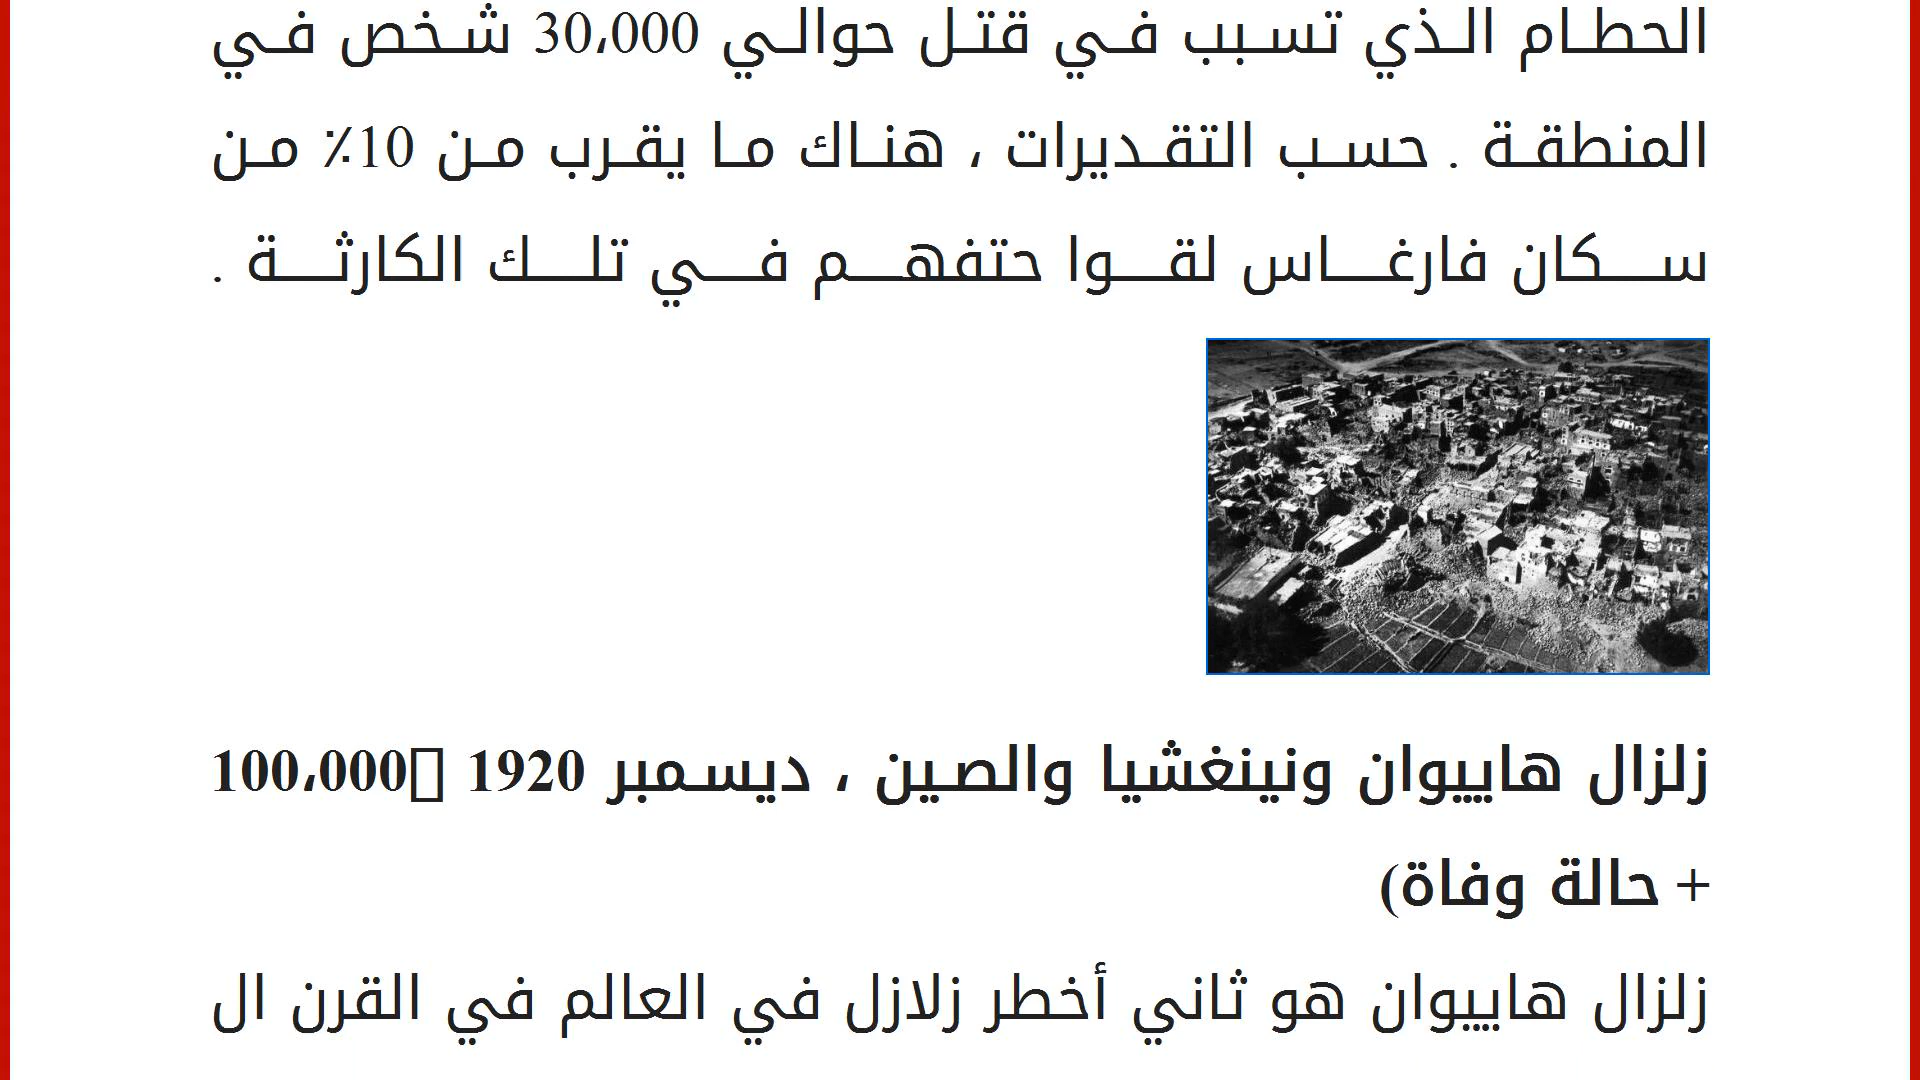 الحطام الذي تسبب في قتل حوالي 30،000 شخص في
المنطقة . حسب التقديرات ، هناك ما يقرب من 10٪ من
سكان فارغاس لقوا حتفهم في تلك الكارثة .
زلزال هاييوان ونينغشيا والصين ، ديسمبر 1920 100،000
+ حالة وفاة)
زلزال هاييوان هو ثاني أخطر زلازل في العالم في القرن ال